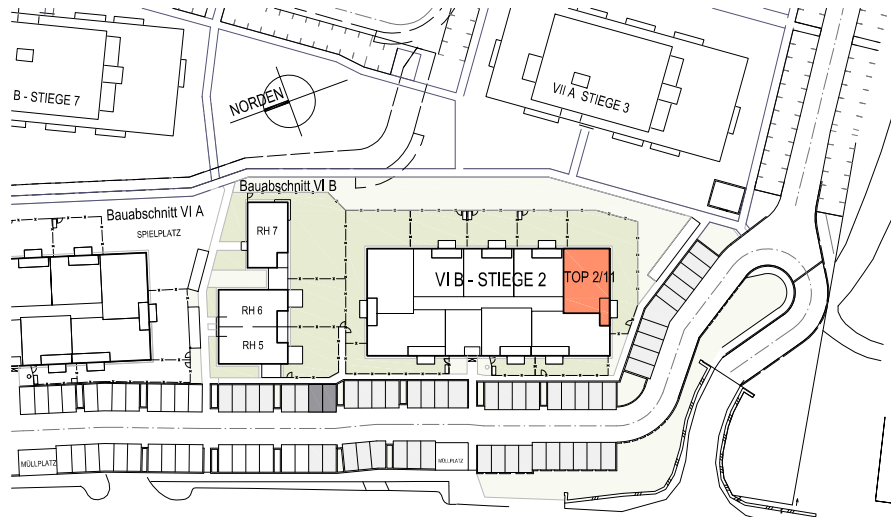 B - STIEGE 7
NORDEN
VII A STIEGE 3
Bauabschnitt VI A
SPIELPLATZ
Bauabschnitt VI B
RH 7
RH 6
RH 5
VI B - STIEGE 2
TOP 2/11
MÜLLPLATZ
MÜLLPLATZ